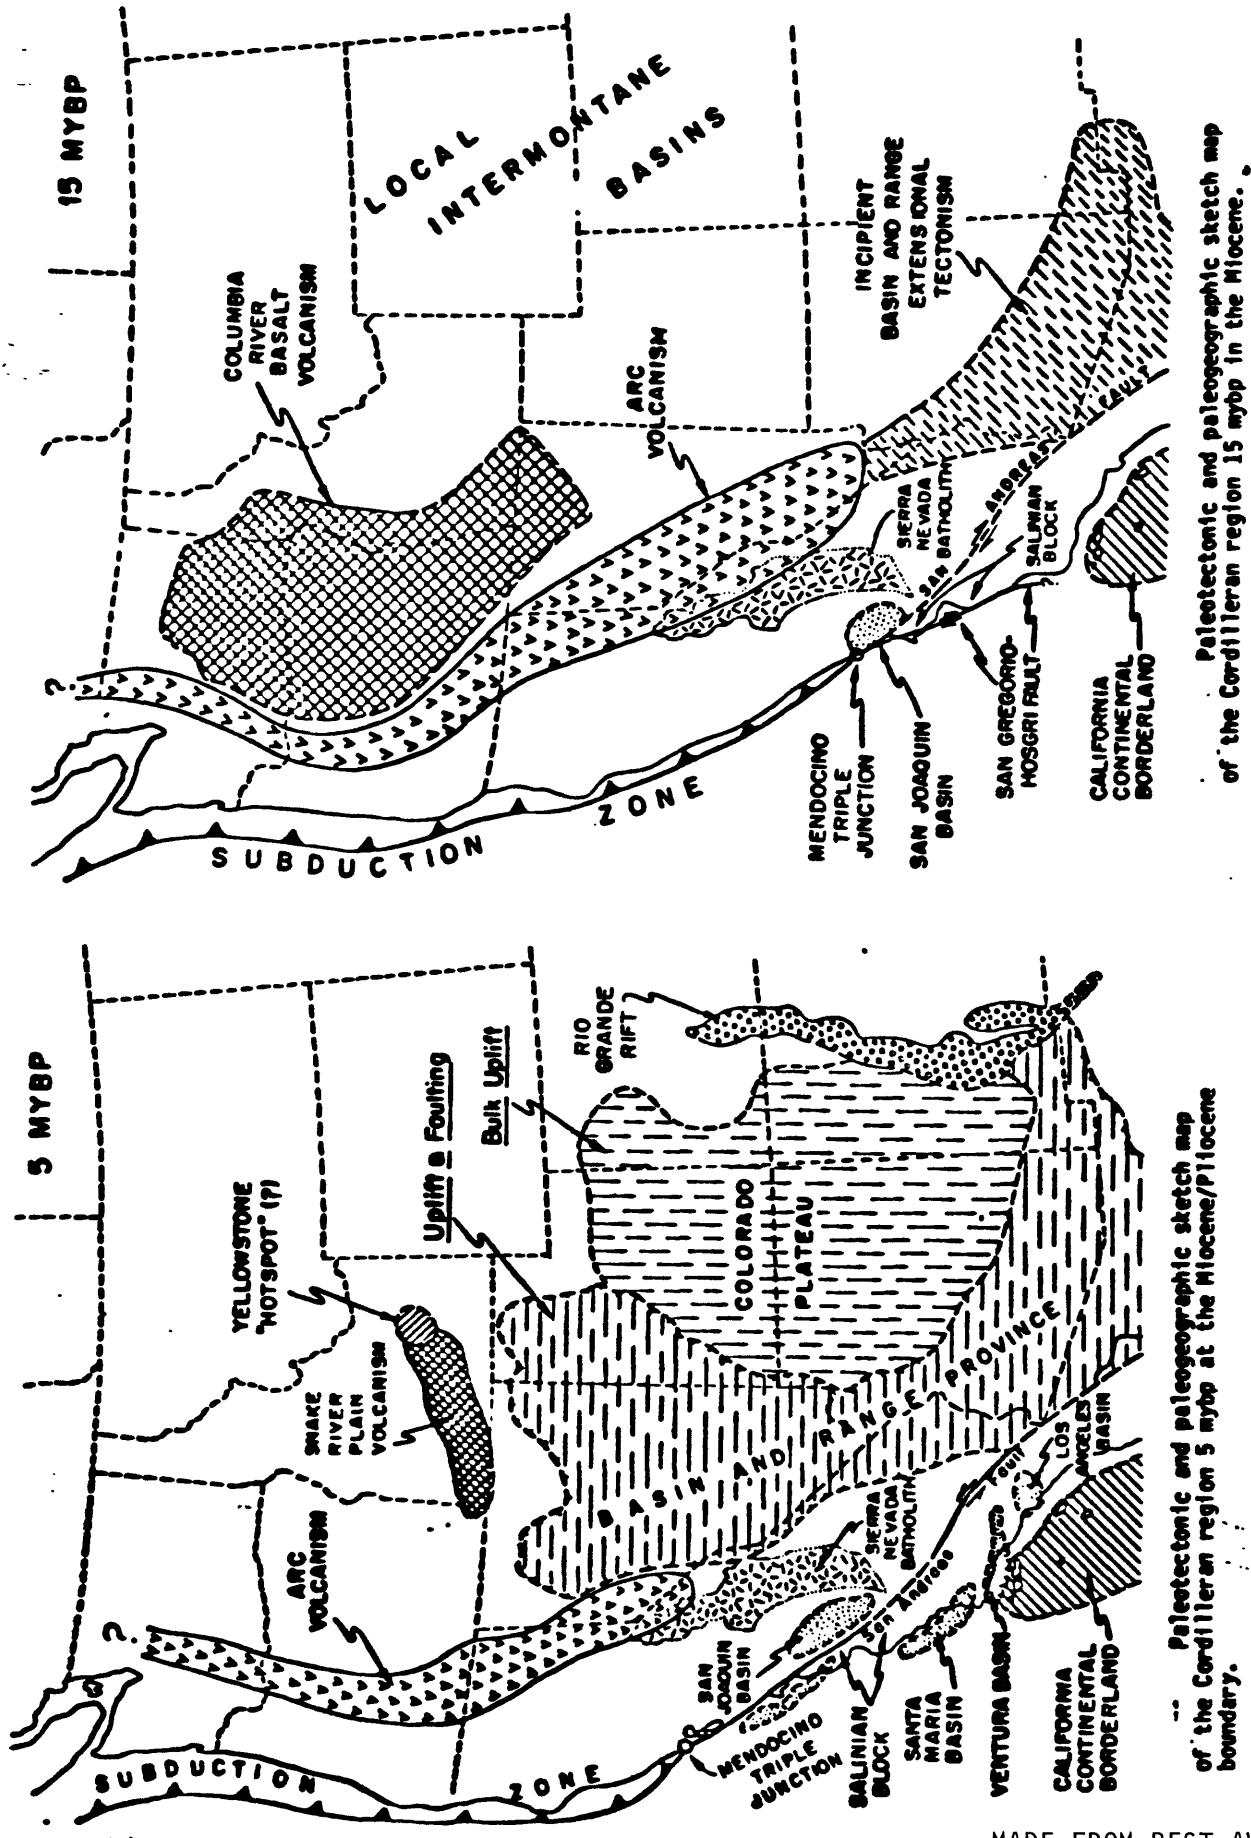 5 MYBP
SUBDUCTION
ZONE
?
ARC
VOLCANISM
SNAKE
RIVER
PLAIN
VOLCANISM
YELLOWSTONE
"HOTSPOT" (?)
Uplift & Faulting
Bulk Uplift
RIO
GRANDE
RIFT
COLORADO
PLATEAU
BASIN AND RANGE PROVINCE
SIERRA
NEVADA
BATHOLITH
SAN
JOAQUIN
BASIN
San Andreas Fault
MENDOCINO
TRIPLE
JUNCTION
SALINIAN
BLOCK
SANTA
MARIA
BASIN
VENTURA BASIN
LOS
ANGELES
BASIN
CALIFORNIA
CONTINENTAL
BORDERLAND
Paleotectonic and paleogeographic sketch map
of the Cordilleran region 5 mybp at the Miocene/Pliocene
boundary.
15 MYBP
SUBDUCTION
ZONE
?
COLUMBIA
RIVER
BASALT
VOLCANISM
LOCAL
INTERMONTANE
BASINS
ARC
VOLCANISM
INCIPIENT
BASIN AND RANGE
EXTENSIONAL
TECTONISM
SIERRA
NEVADA
BATHOLITH
SAN ANDREAS FAULT
SALINIAN
BLOCK
?
MENDOCINO
TRIPLE
JUNCTION
SAN JOAQUIN
BASIN
SAN GREGORIO-
HOSGRI FAULT
CALIFORNIA
CONTINENTAL
BORDERLAND
Paleotectonic and paleogeographic sketch map
of the Cordilleran region 15 mybp in the Miocene.